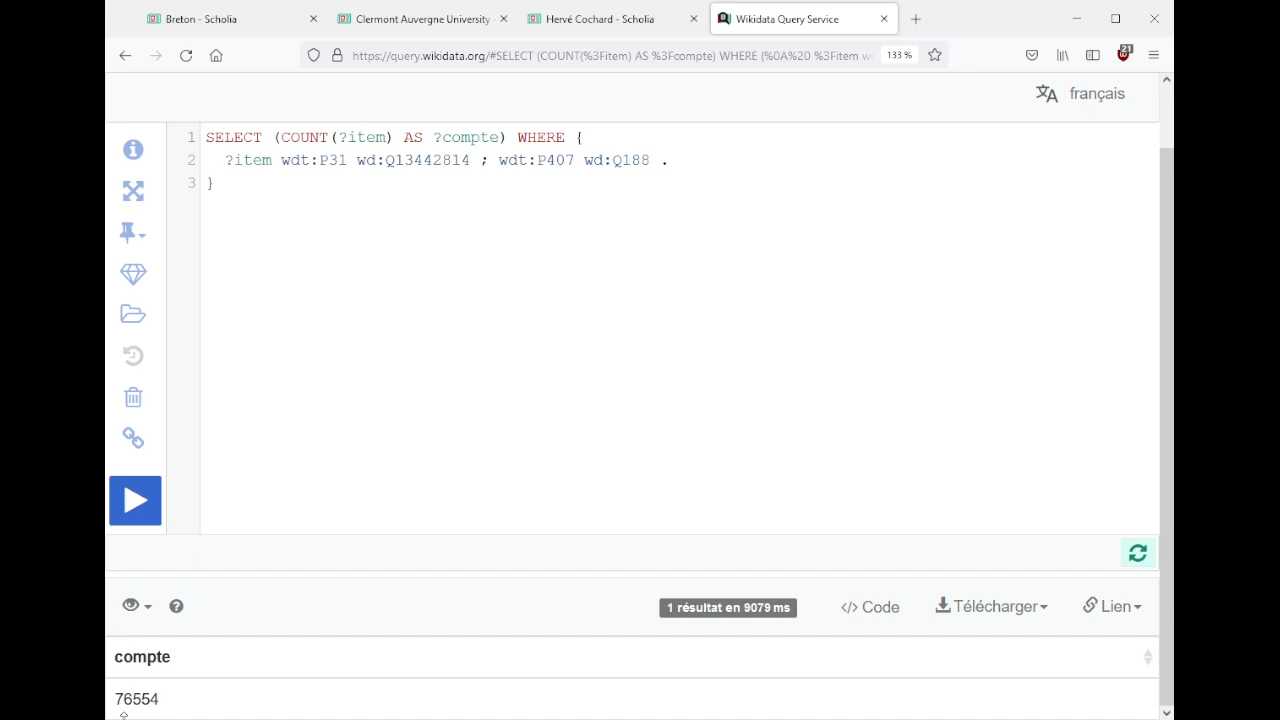 Breton - Scholia
Clermont Auvergne University
Hervé Cochard - Scholia
Wikidata Query Service
https://query.wikidata.org/#SELECT (COUNT(%3Fitem) AS %3Fcompte) WHERE {%0A%20 %3Fitem w
133 %
21
français
1 SELECT (COUNT(?item) AS ?compte) WHERE {
2 ?item wdt:P31 wd:Q13442814 ; wdt:P407 wd:Q188 .
3 }
1 résultat en 9079 ms
</> Code
Télécharger
Lien
compte
76554